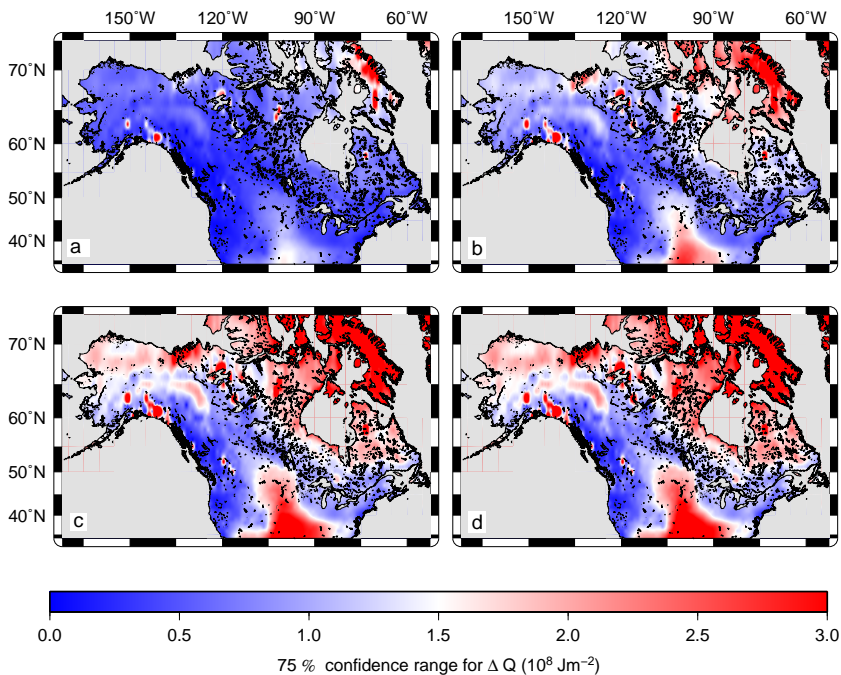 150˚W 120˚W 90˚W 60˚W 150˚W 120˚W 90˚W 60˚W
70˚N
60˚N
50˚N
40˚N
a b
70˚N
60˚N
50˚N
40˚N
c d
0.0 0.5 1.0 1.5 2.0 2.5 3.0
75 % confidence range for Δ Q (10⁸ Jm⁻²)